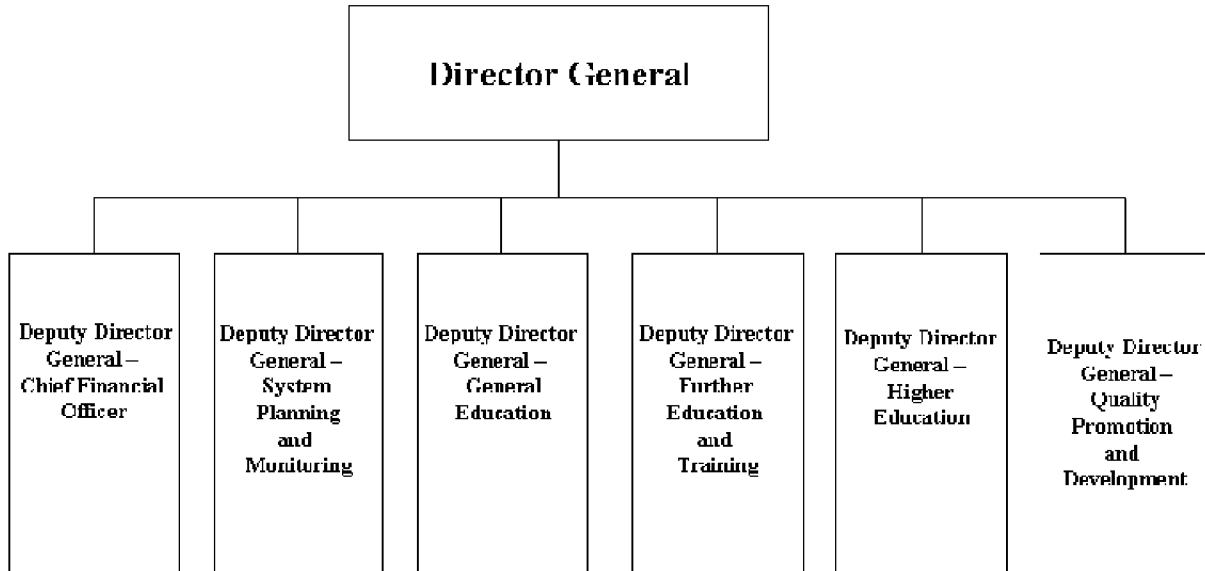 Director General
Deputy Director
General –
Chief Financial
Officer
Deputy Director
General –
System
Planning
and
Monitoring
Deputy Director
General –
General
Education
Deputy Director
General –
Further
Education
and
Training
Deputy Director
General –
Higher
Education
Deputy Director
General –
Quality
Promotion
and
Development